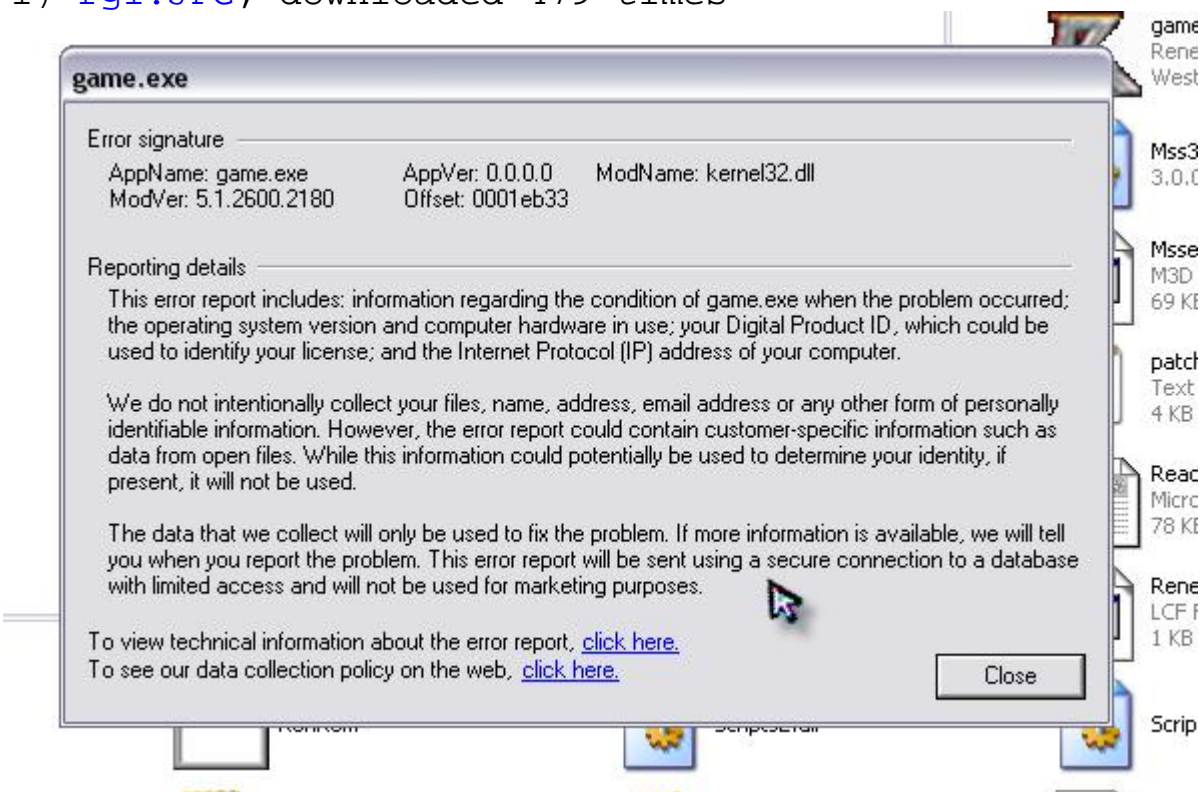 downloaded 479 times
game.exe
Error signature
AppName: game.exe AppVer: 0.0.0.0 ModName: kernel32.dll
ModVer: 5.1.2600.2180 Offset: 0001eb33
Reporting details
This error report includes: information regarding the condition of game.exe when the problem occurred;
the operating system version and computer hardware in use; your Digital Product ID, which could be
used to identify your license; and the Internet Protocol (IP) address of your computer.
We do not intentionally collect your files, name, address, email address or any other form of personally
identifiable information. However, the error report could contain customer-specific information such as
data from open files. While this information could potentially be used to determine your identity, if
present, it will not be used.
The data that we collect will only be used to fix the problem. If more information is available, we will tell
you when you report the problem. This error report will be sent using a secure connection to a database
with limited access and will not be used for marketing purposes.
To view technical information about the error report, click here.
To see our data collection policy on the web, click here.
Close
game
Rene
West
Mss3
3.0.0
Msse
M3D
69 KB
patch
Text
4 KB
Read
Micro
78 KB
Rene
LCF F
1 KB
Scrip